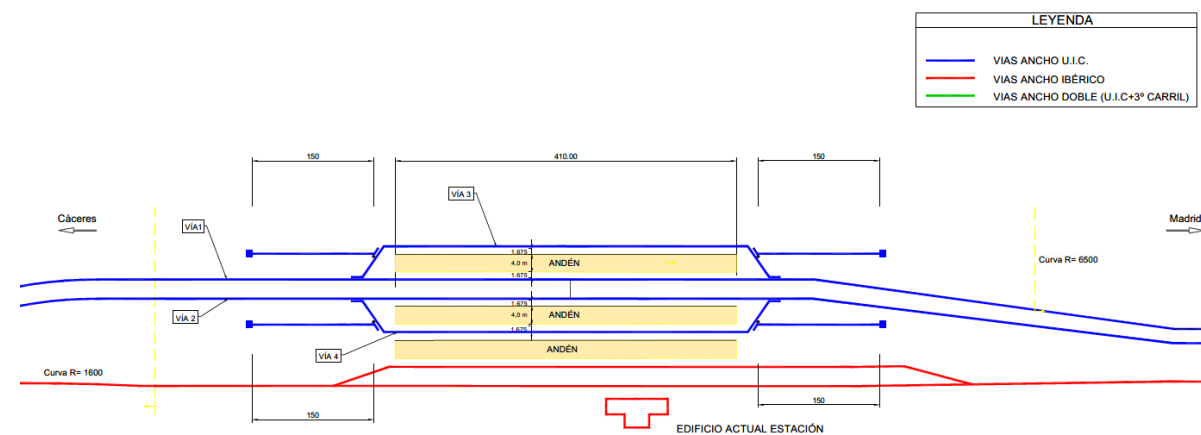 LEYENDA
VIAS ANCHO U.I.C.
VIAS ANCHO IBÉRICO
VIAS ANCHO DOBLE (U.I.C+3º CARRIL)
150
410.00
150
VÍA 3
Cáceres
VÍA1
Madrid
1.675
4,0 m
ANDÉN
1.675
Curva R= 6500
1.675
4,0 m
ANDÉN
1.675
VÍA 2
VÍA 4
ANDÉN
Curva R= 1600
150
150
EDIFICIO ACTUAL ESTACIÓN